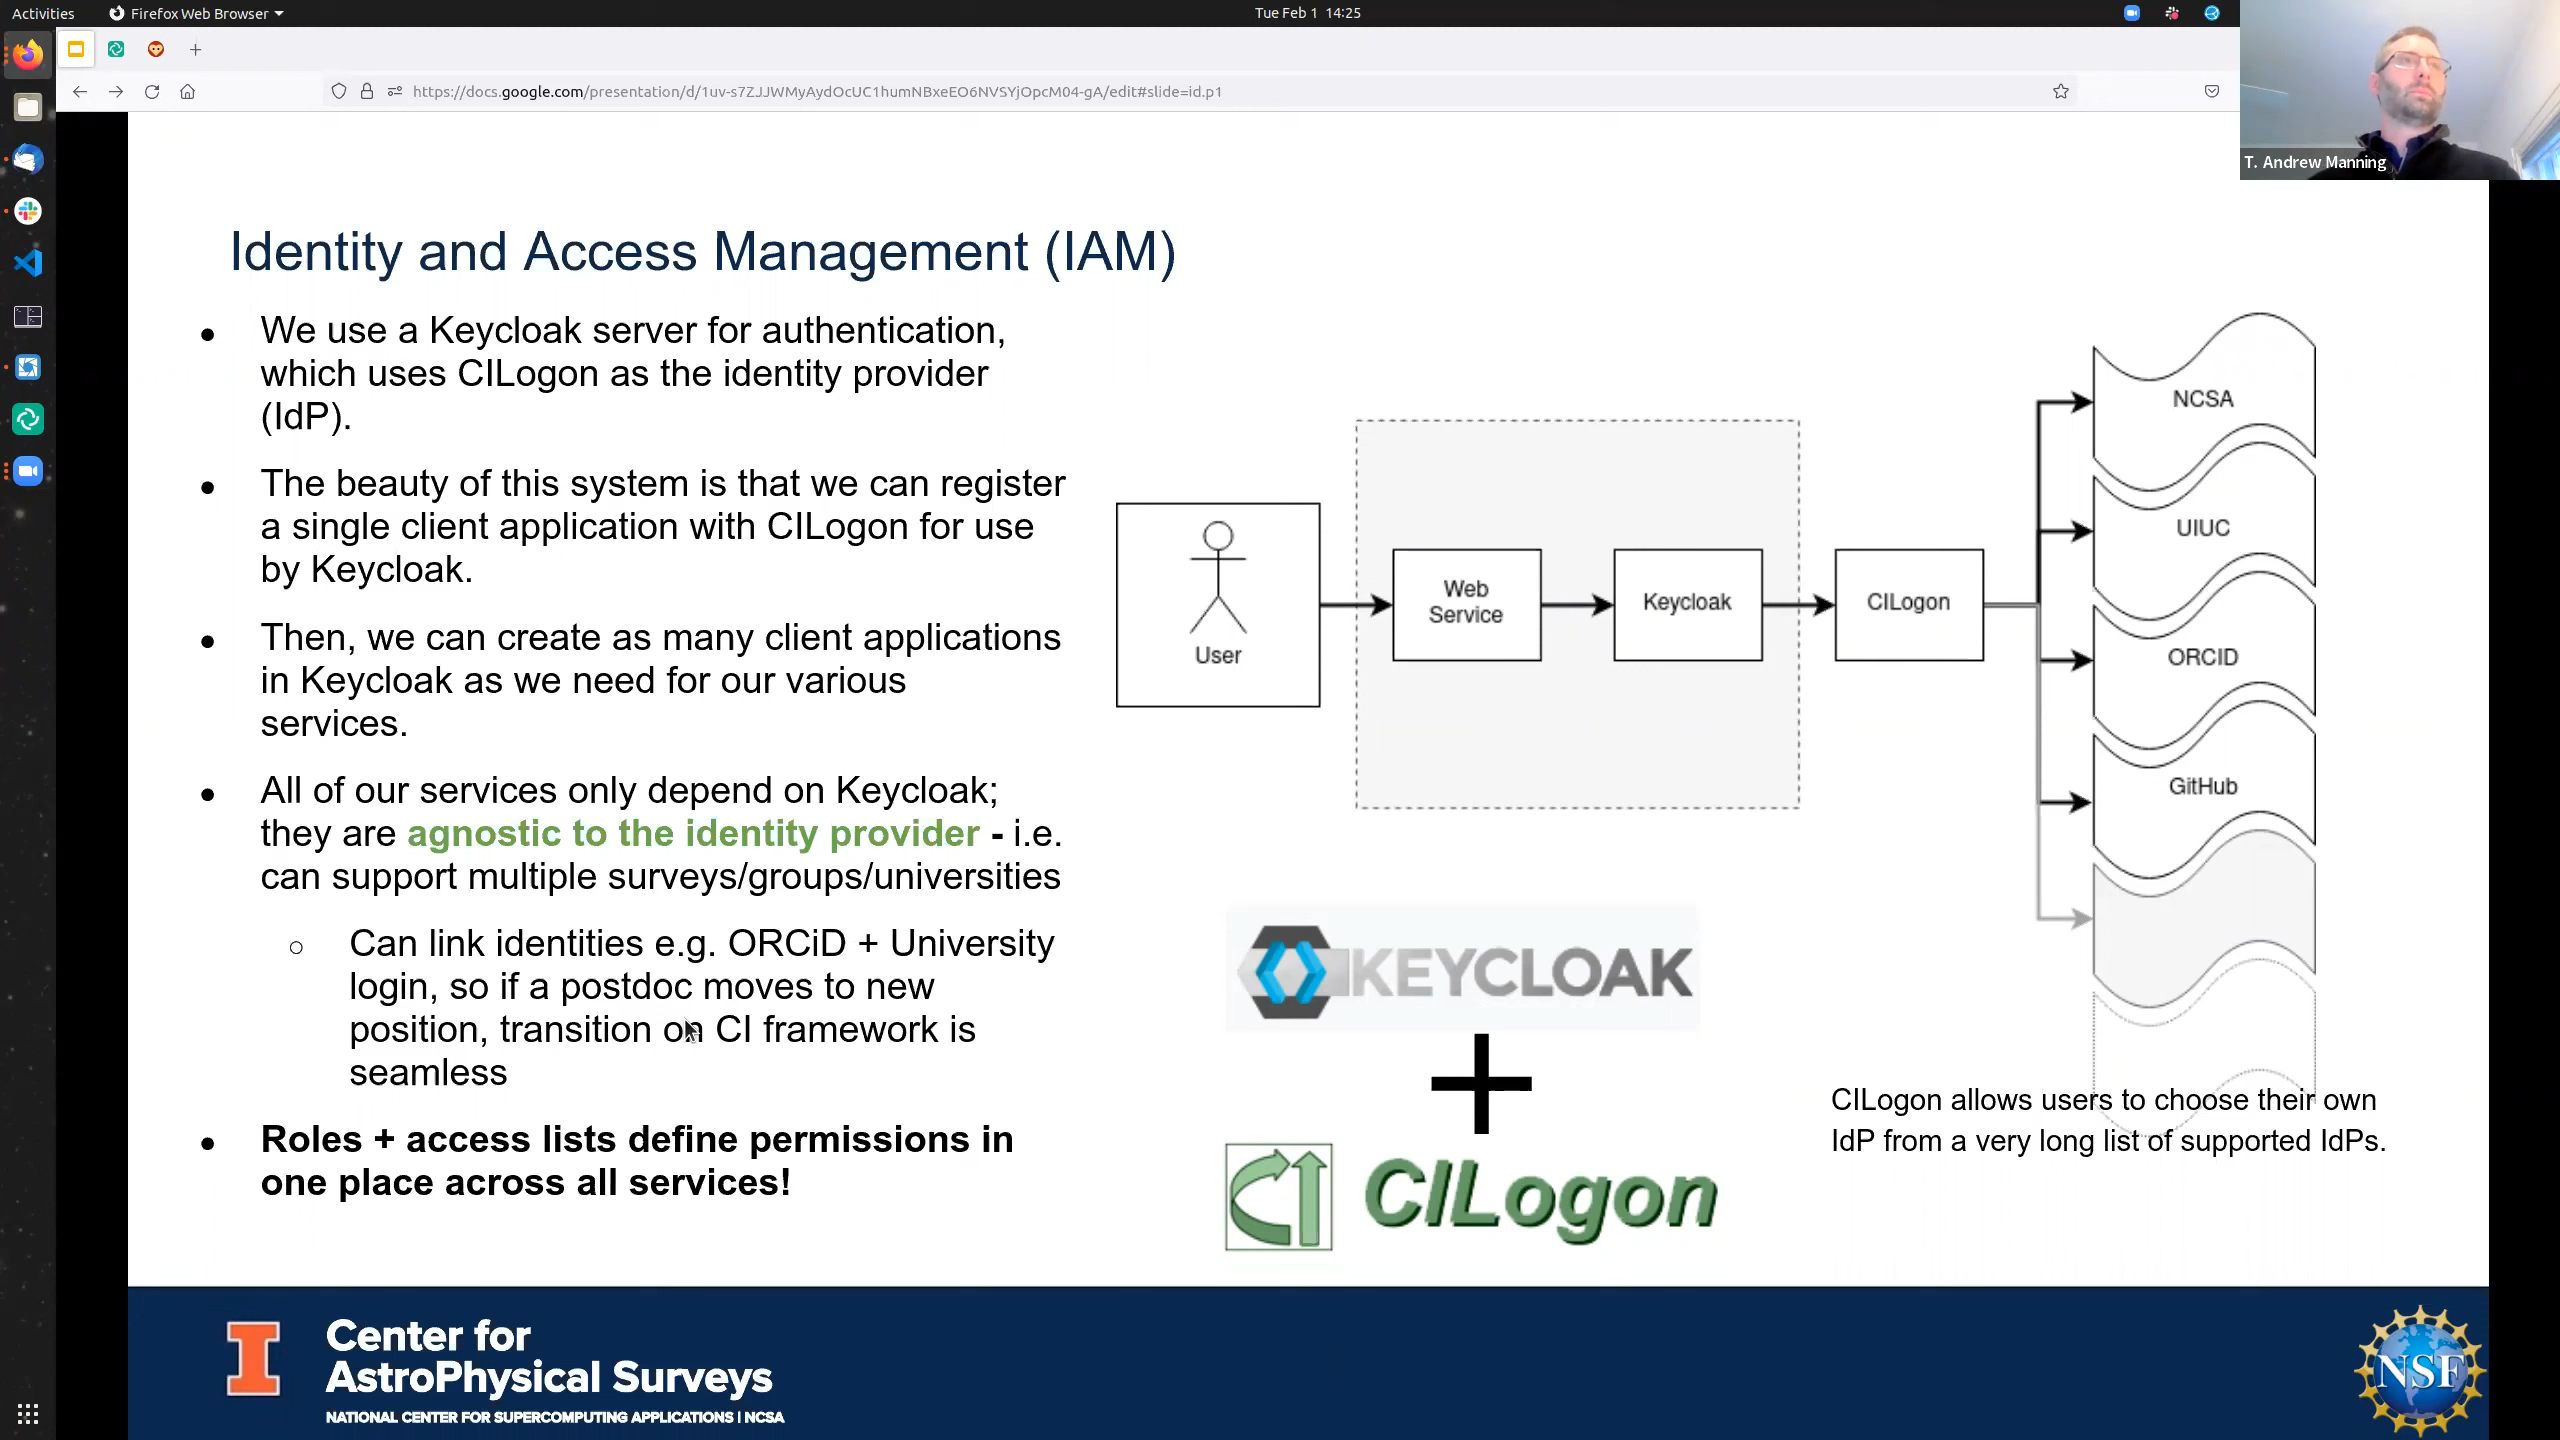 Activities
Firefox Web Browser
Tue Feb 1 14:25
https://docs.google.com/presentation/d/1uv-s7ZJJWMyAydOcUC1humNBxeEO6NVSYjOpcM04-gA/edit#slide=id.p1
T. Andrew Manning
Identity and Access Management (IAM)
● We use a Keycloak server for authentication,
which uses CILogon as the identity provider
(IdP).
● The beauty of this system is that we can register
a single client application with CILogon for use
by Keycloak.
● Then, we can create as many client applications
in Keycloak as we need for our various
services.
● All of our services only depend on Keycloak;
they are agnostic to the identity provider - i.e.
can support multiple surveys/groups/universities
○ Can link identities e.g. ORCiD + University
login, so if a postdoc moves to new
position, transition on CI framework is
seamless
● Roles + access lists define permissions in
one place across all services!
User
Web
Service
Keycloak
CILogon
NCSA
UIUC
ORCID
GitHub
KEYCLOAK
+
CILogon
CILogon allows users to choose their own
IdP from a very long list of supported IdPs.
I
Center for
AstroPhysical Surveys
NATIONAL CENTER FOR SUPERCOMPUTING APPLICATIONS | NCSA
NSF